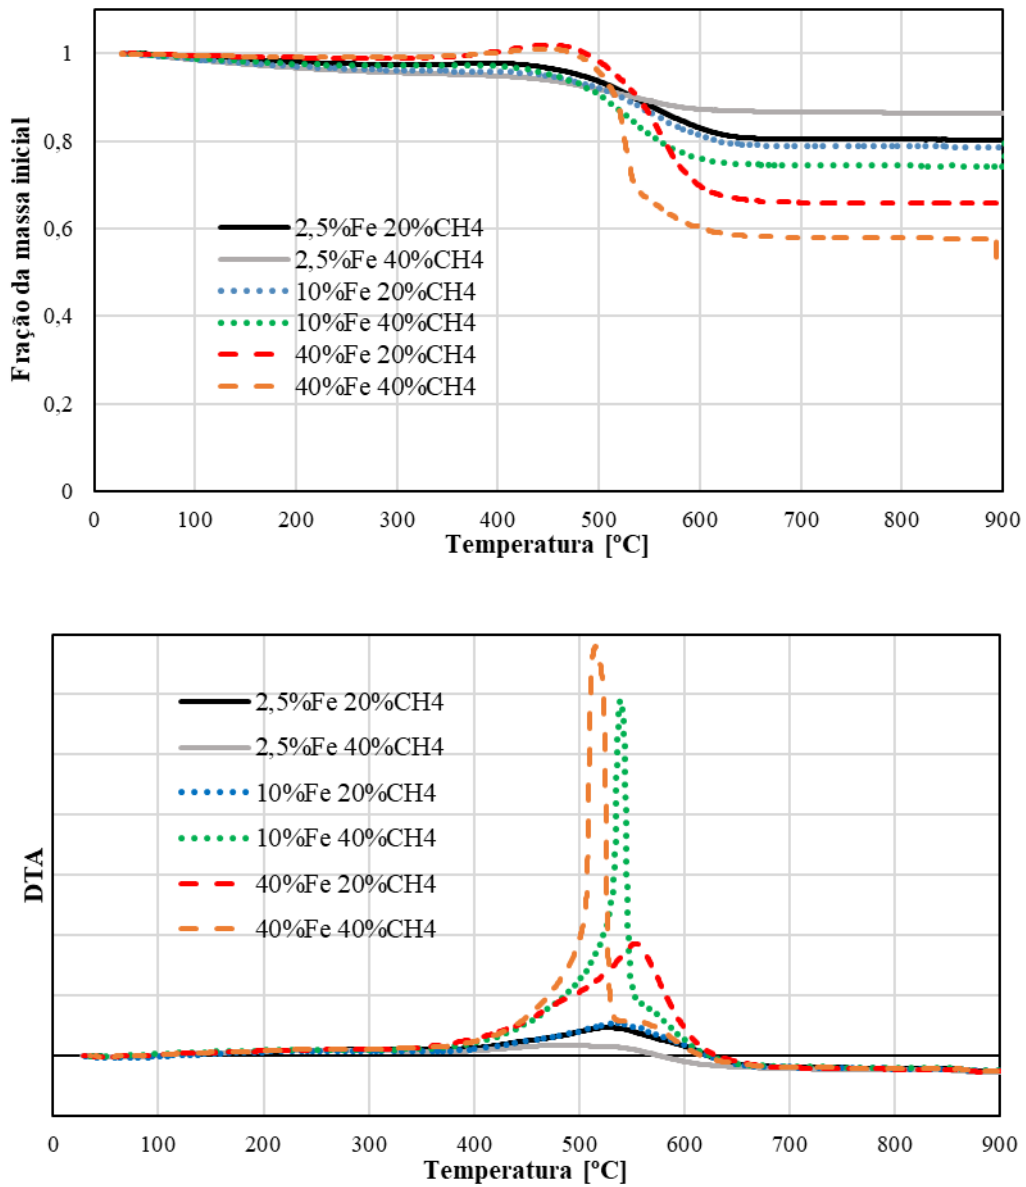 Fração da massa inicial
1
0,8
0,6
0,4
0,2
0
2,5%Fe 20%CH4
2,5%Fe 40%CH4
10%Fe 20%CH4
10%Fe 40%CH4
40%Fe 20%CH4
40%Fe 40%CH4
0 100 200 300 400 500 600 700 800 900
Temperatura [ºC]
DTA
2,5%Fe 20%CH4
2,5%Fe 40%CH4
10%Fe 20%CH4
10%Fe 40%CH4
40%Fe 20%CH4
40%Fe 40%CH4
0 100 200 300 400 500 600 700 800 900
Temperatura [ºC]